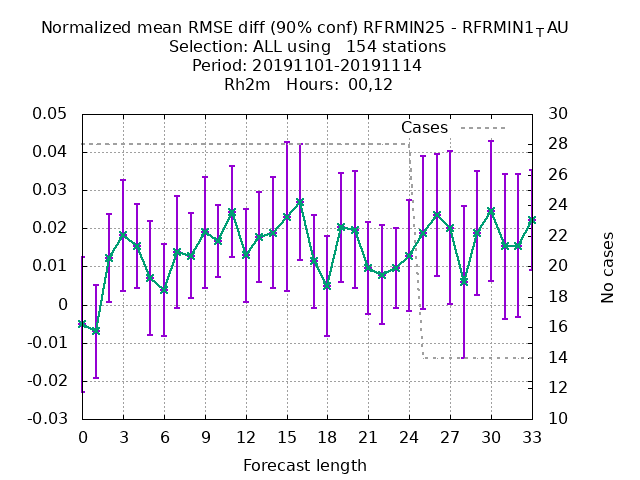 Normalized mean RMSE diff (90% conf) RFRMIN25 - RFRMIN1TAU
Selection: ALL using 154 stations
Period: 20191101-20191114
Rh2m Hours: 00,12
Cases
0.05
0.04
0.03
0.02
0.01
0
-0.01
-0.02
-0.03
30
28
26
24
22
20
18
16
14
12
10
No cases
0 3 6 9 12 15 18 21 24 27 30 33
Forecast length